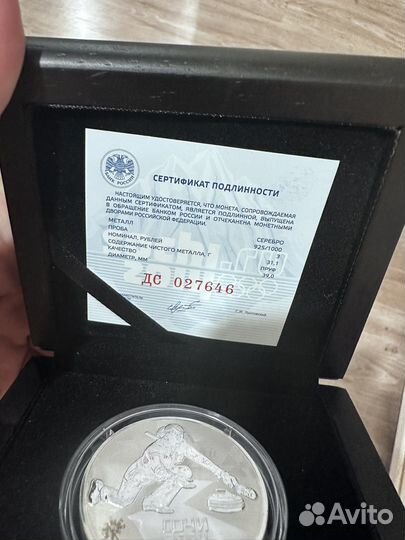 СЕРТИФИКАТ ПОДЛИННОСТИ
НАСТОЯЩИМ УДОСТОВЕРЯЕТСЯ, ЧТО МОНЕТА, СОПРОВОЖДАЕМАЯ
ДАННЫМ СЕРТИФИКАТОМ, ЯВЛЯЕТСЯ ПОДЛИННОЙ, ВЫПУЩЕНА
В ОБРАЩЕНИЕ БАНКОМ РОССИИ И ОТЧЕКАНЕНА МОНЕТНЫМИ
ДВОРАМИ РОССИЙСКОЙ ФЕДЕРАЦИИ.
МЕТАЛЛ СЕРЕБРО
ПРОБА 925/1000
НОМИНАЛ, РУБЛЕЙ 3
СОДЕРЖАНИЕ ЧИСТОГО МЕТАЛЛА, Г 31,1
КАЧЕСТВО ПРУФ
ДИАМЕТР, ММ 39,0
ДС 027646
СОЧИ
Avito